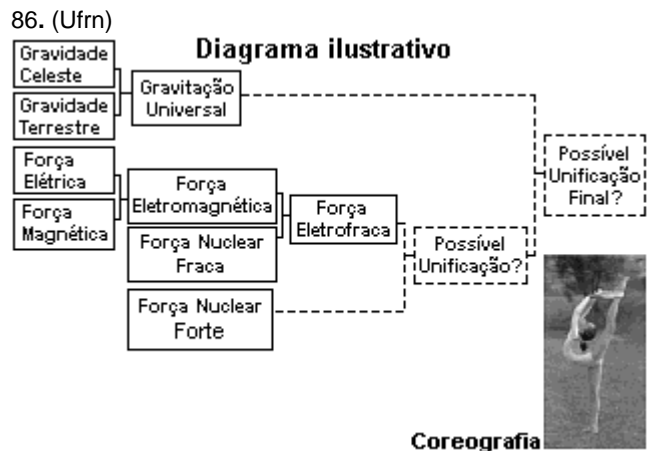 86. (Ufrn)
Diagrama ilustrativo
Gravidade
Celeste
Gravidade
Terrestre
Gravitação
Universal
Força
Elétrica
Força
Magnética
Força
Eletromagnética
Força Nuclear
Fraca
Força
Eletrofraca
Força Nuclear
Forte
Possível
Unificação?
Possível
Unificação
Final?
Coreografia